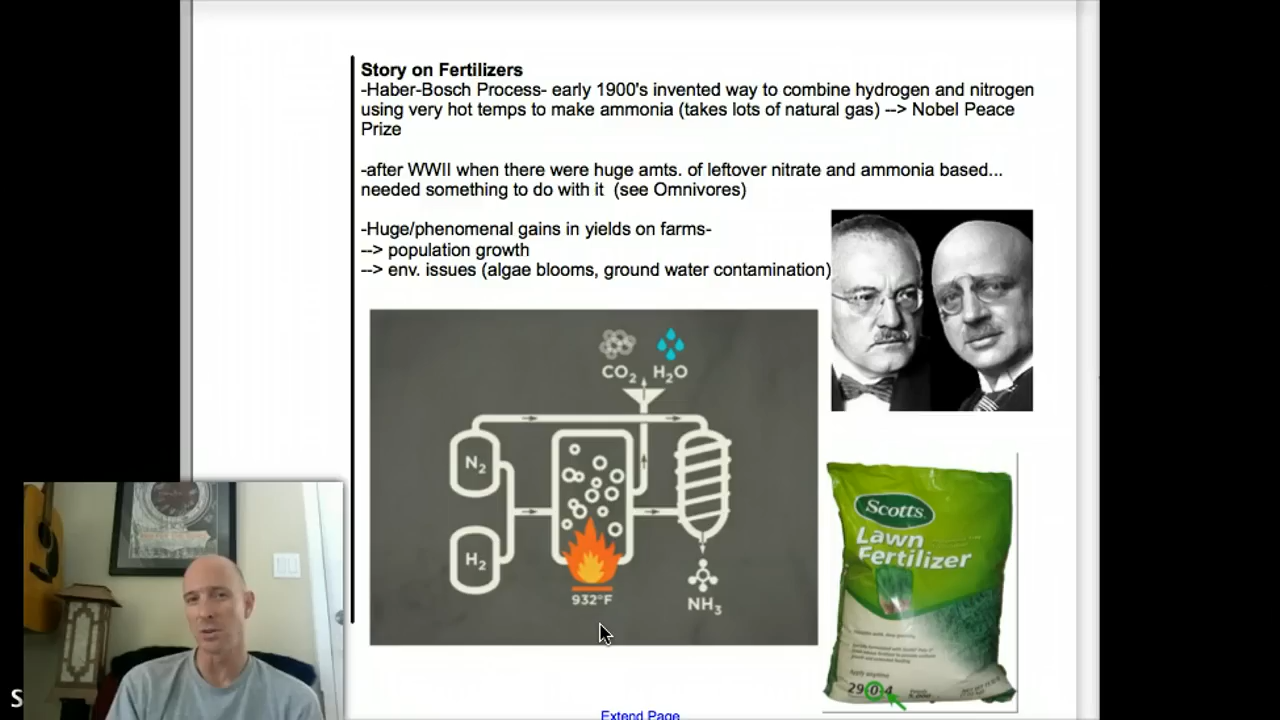 Story on Fertilizers
-Haber-Bosch Process- early 1900's invented way to combine hydrogen and nitrogen
using very hot temps to make ammonia (takes lots of natural gas) --> Nobel Peace
Prize
-after WWII when there were huge amts. of leftover nitrate and ammonia based...
needed something to do with it (see Omnivores)
-Huge/phenomenal gains in yields on farms-
--> population growth
--> env. issues (algae blooms, ground water contamination)
CO2 H2O
N2
H2
932°F
NH3
Scotts
Lawn
Fertilizer
29-0-4
S
Extend Page